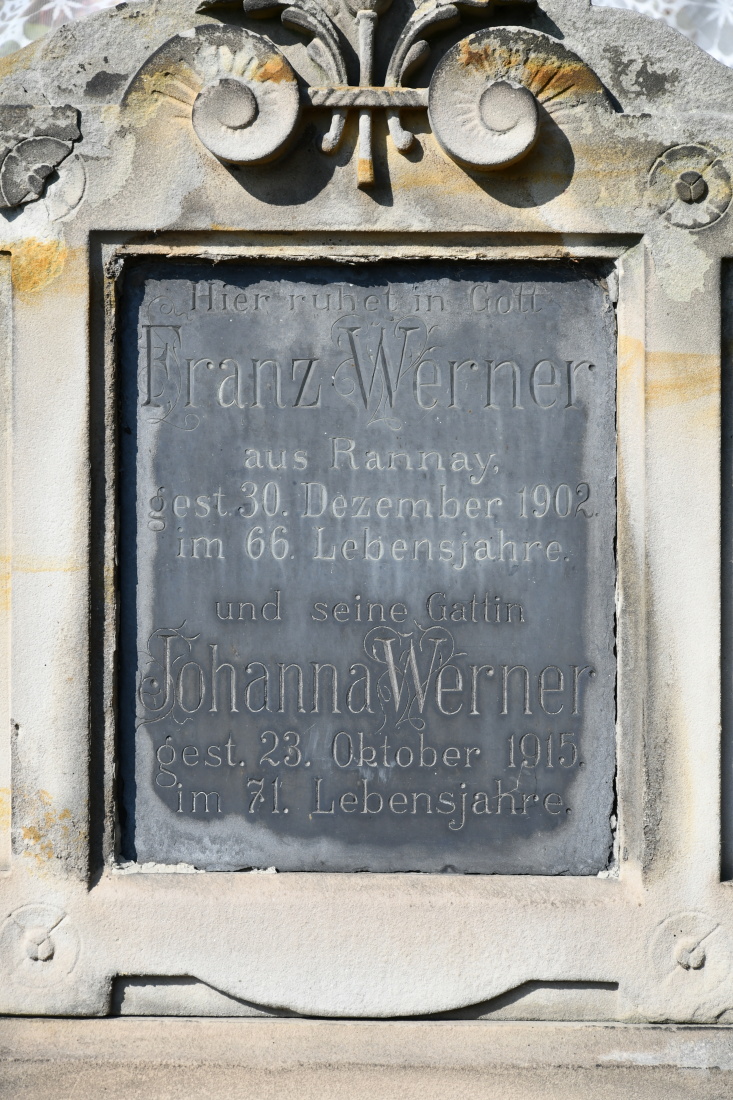 Hier ruhet in Gott
Franz Werner
aus Rannay,
gest. 30. Dezember 1902.
im 66. Lebensjahre.
und seine Gattin
Johanna Werner
gest. 23. Oktober 1915.
im 71. Lebensjahre.